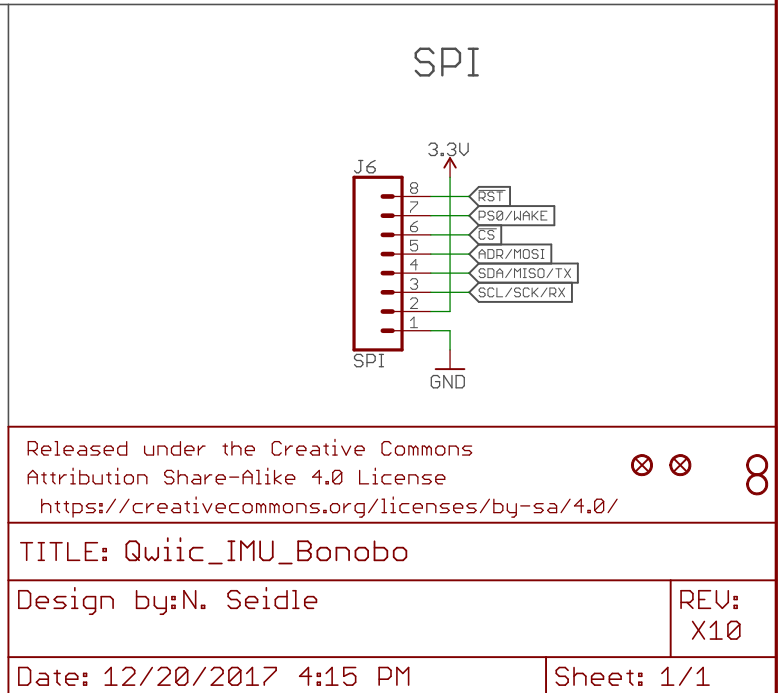 SPI
3.3V
J6
8 RST
7 PS0/WAKE
6 CS
5 ADR/MOSI
4 SDA/MISO/TX
3 SCL/SCK/RX
2
1
SPI
GND
Released under the Creative Commons
Attribution Share-Alike 4.0 License
https://creativecommons.org/licenses/by-sa/4.0/
TITLE: Qwiic_IMU_Bonobo
Design by:N. Seidle
REV:
X10
Date: 12/20/2017 4:15 PM
Sheet: 1/1